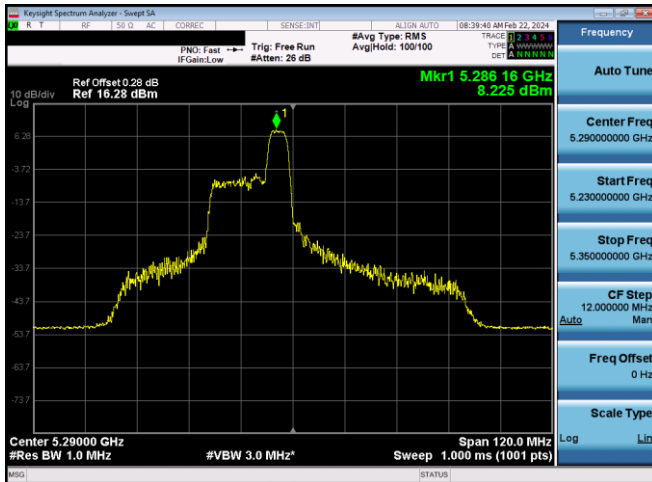 Keysight Spectrum Analyzer - Swept SA
R T RF 50 Ω AC CORREC SENSE:INT ALIGN AUTO 08:39:40 AM Feb 22, 2024
PNO: Fast
IFGain:Low
Trig: Free Run
#Atten: 26 dB
#Avg Type: RMS
Avg|Hold: 100/100
TRACE 1 2 3 4 5 6
TYPE A WWWWW
DET A N N N N N
Ref Offset 0.28 dB
10 dB/div Ref 16.28 dBm
Log
Mkr1 5.286 16 GHz
8.225 dBm
1
6.28
-3.72
-13.7
-23.7
-33.7
-43.7
-53.7
-63.7
-73.7
Center 5.29000 GHz
#Res BW 1.0 MHz
#VBW 3.0 MHz*
Span 120.0 MHz
Sweep 1.000 ms (1001 pts)
MSG
STATUS
Frequency
Auto Tune
Center Freq
5.290000000 GHz
Start Freq
5.230000000 GHz
Stop Freq
5.350000000 GHz
CF Step
12.000000 MHz
Auto Man
Freq Offset
0 Hz
Scale Type
Log Lin